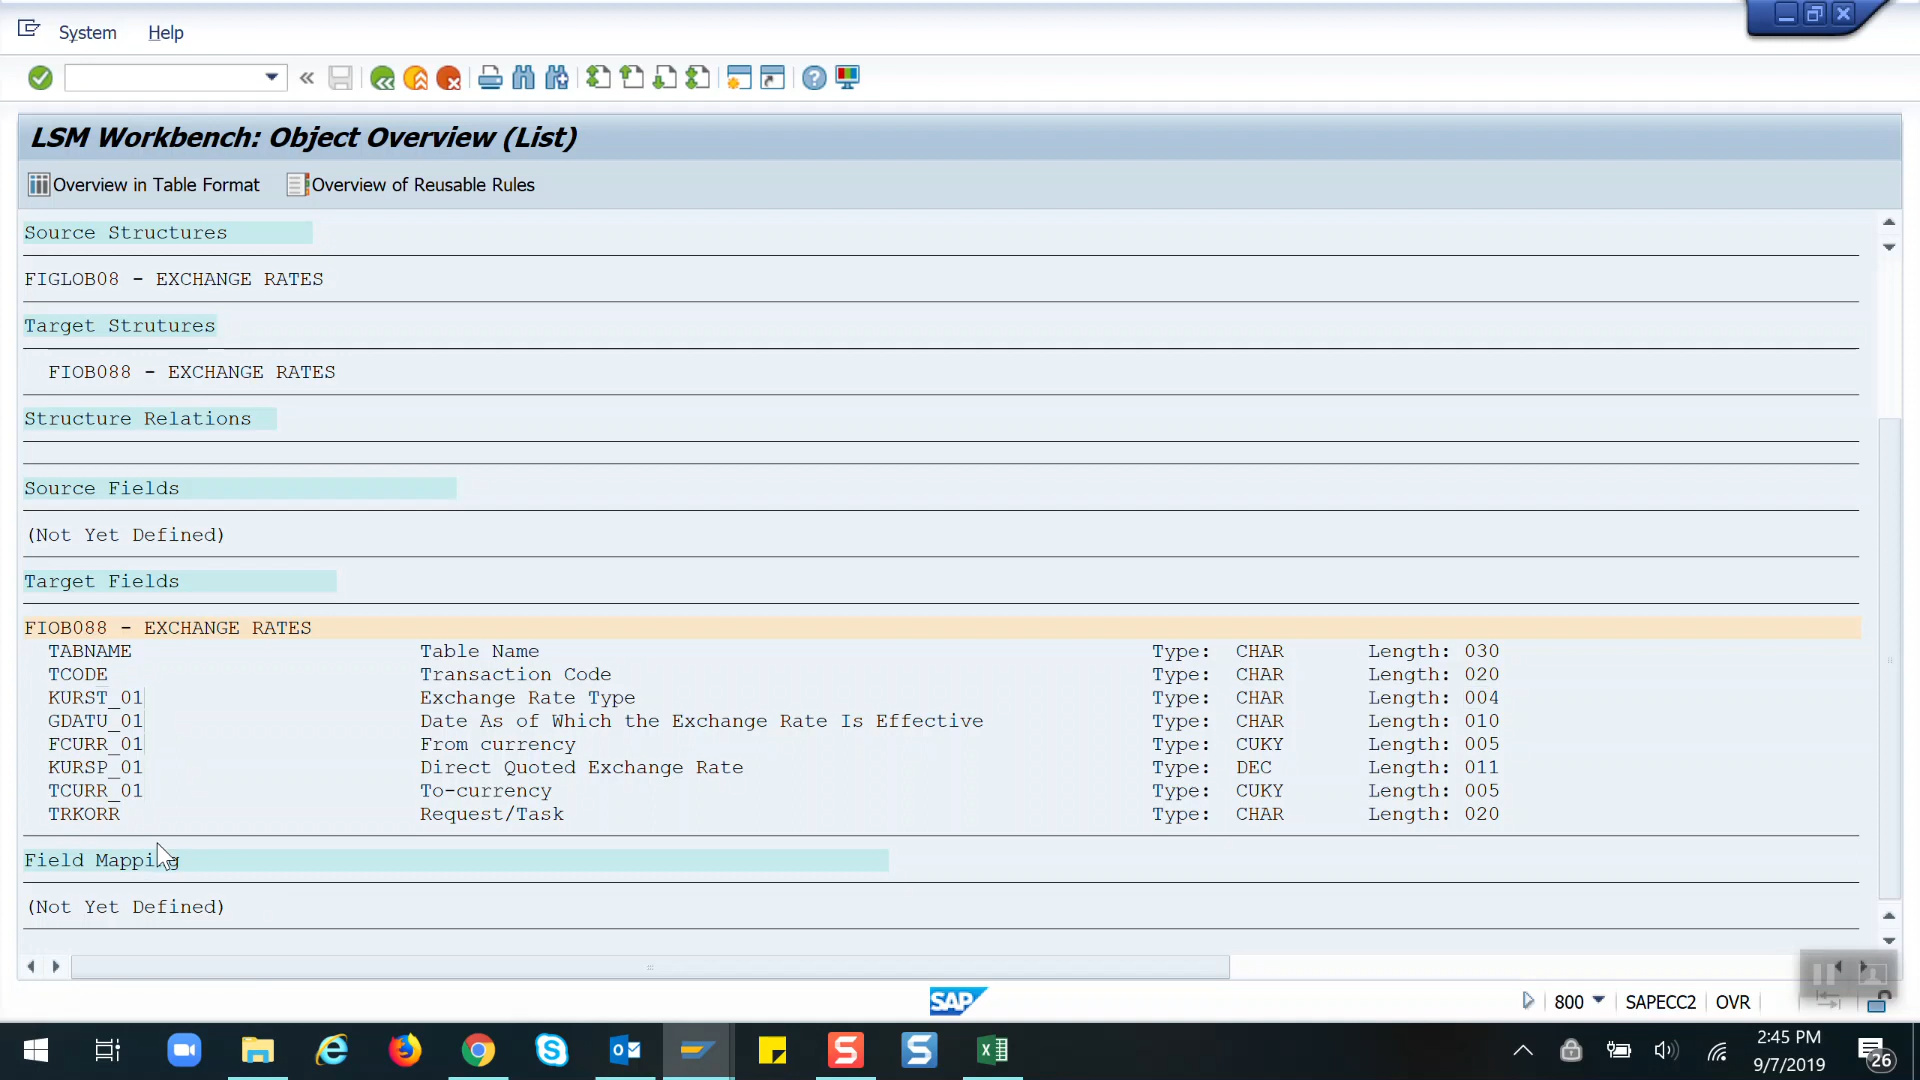 System Help
LSM Workbench: Object Overview (List)
Overview in Table Format Overview of Reusable Rules
Source Structures
FIGLOB08 - EXCHANGE RATES
Target Strutures
FIOB088 - EXCHANGE RATES
Structure Relations
Source Fields
(Not Yet Defined)
Target Fields
FIOB088 - EXCHANGE RATES
TABNAME Table Name Type: CHAR Length: 030
TCODE Transaction Code Type: CHAR Length: 020
KURST_01 Exchange Rate Type Type: CHAR Length: 004
GDATU_01 Date As of Which the Exchange Rate Is Effective Type: CHAR Length: 010
FCURR_01 From currency Type: CUKY Length: 005
KURSP_01 Direct Quoted Exchange Rate Type: DEC Length: 011
TCURR_01 To-currency Type: CUKY Length: 005
TRKORR Request/Task Type: CHAR Length: 020
Field Mapping
(Not Yet Defined)
SAP 800 SAPECC2 OVR
2:45 PM
9/7/2019
26